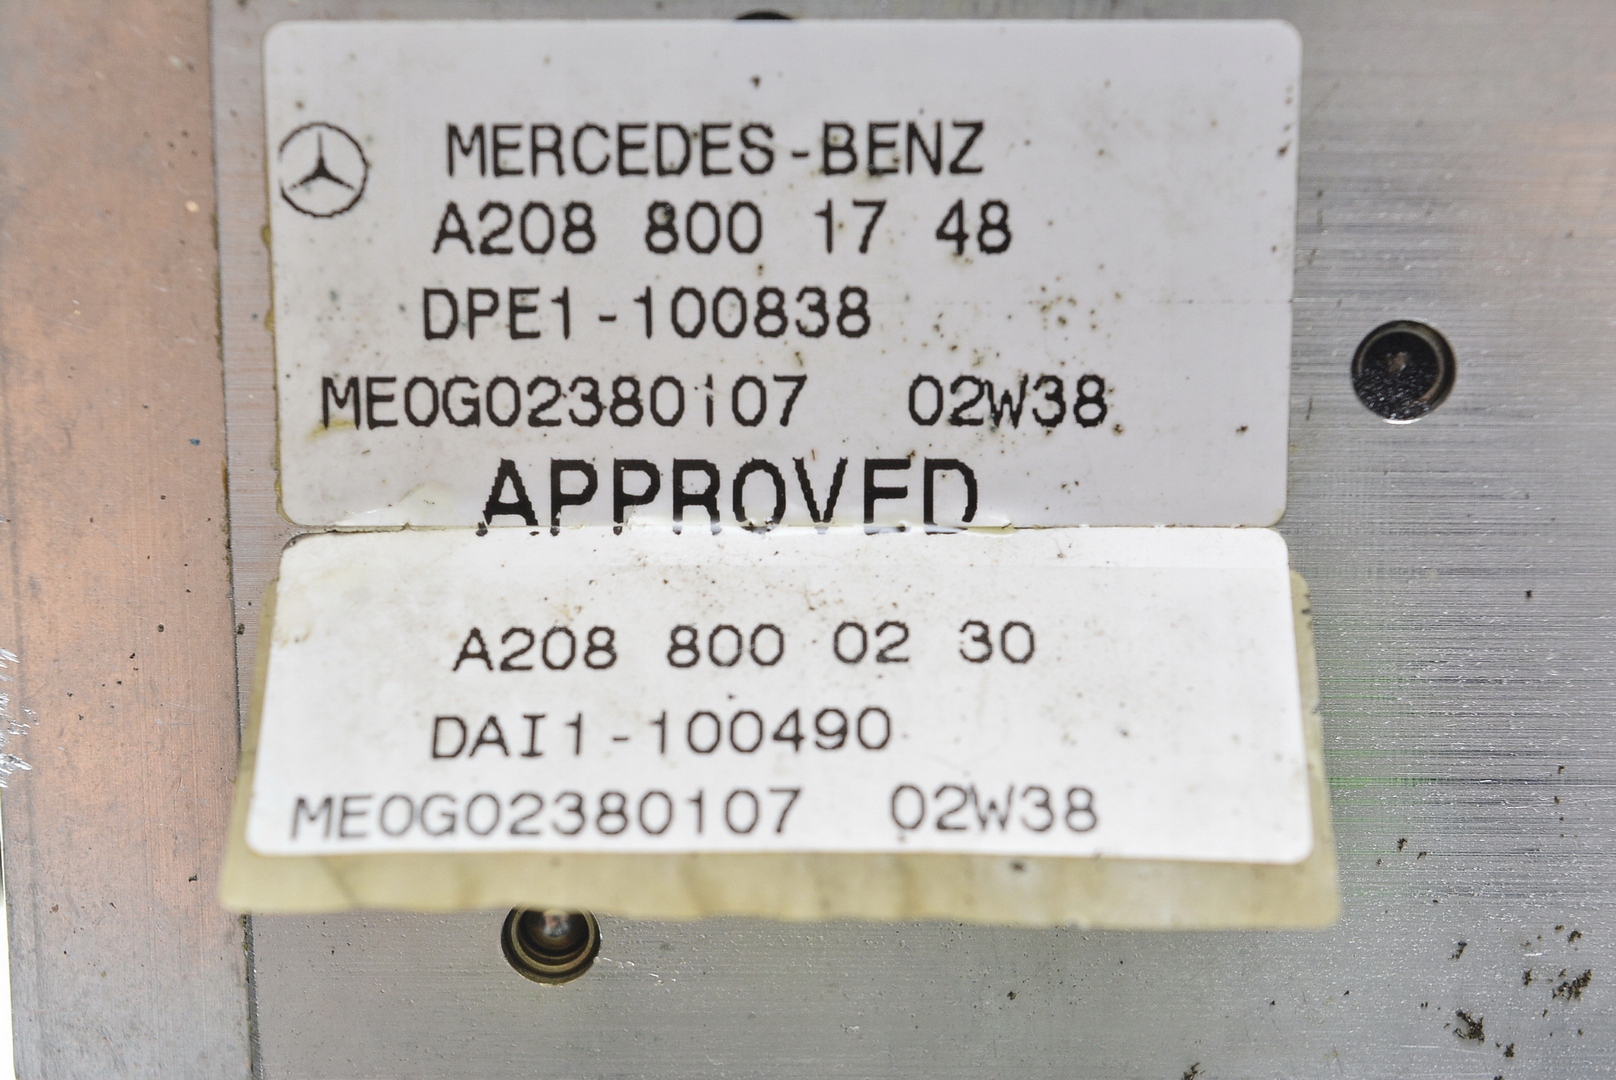 MERCEDES-BENZ
A208 800 17 48
DPE1-100838
ME0G02380107 02W38
APPROVED
A208 800 02 30
DAI1-100490
ME0G02380107 02W38